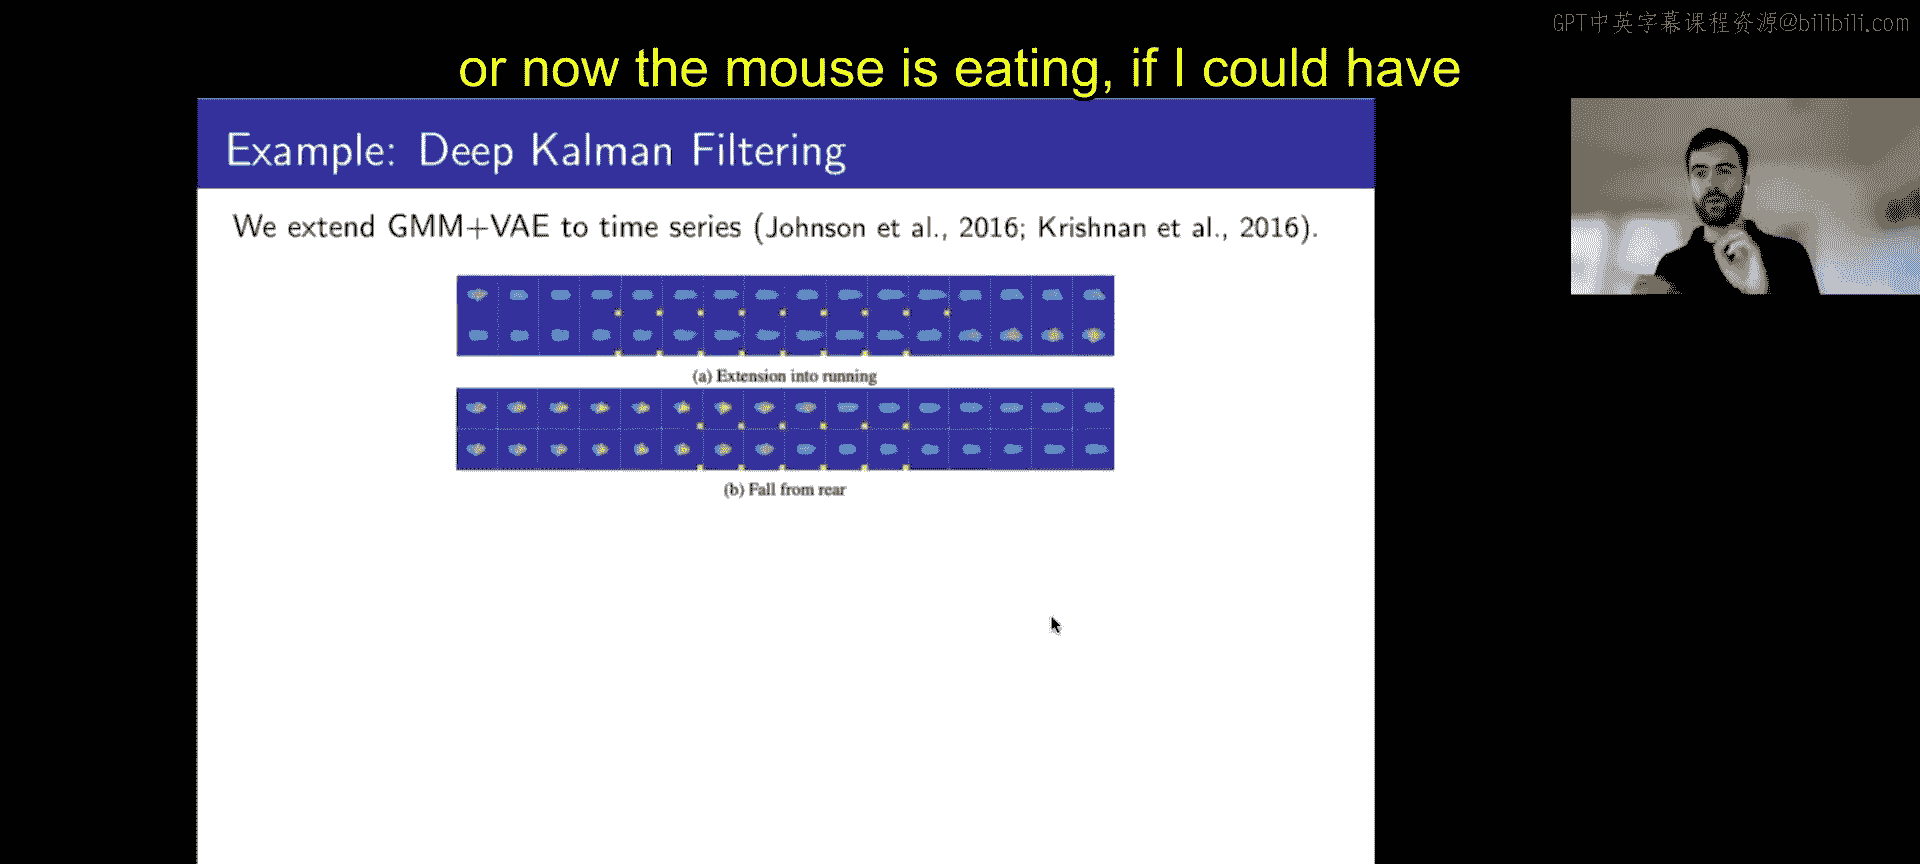 GPT中英字幕课程资源@bilibili.com
or now the mouse is eating, if I could have
Example: Deep Kalman Filtering
We extend GMM+VAE to time series (Johnson et al., 2016; Krishnan et al., 2016).
(a) Extension into running
(b) Fall from rear